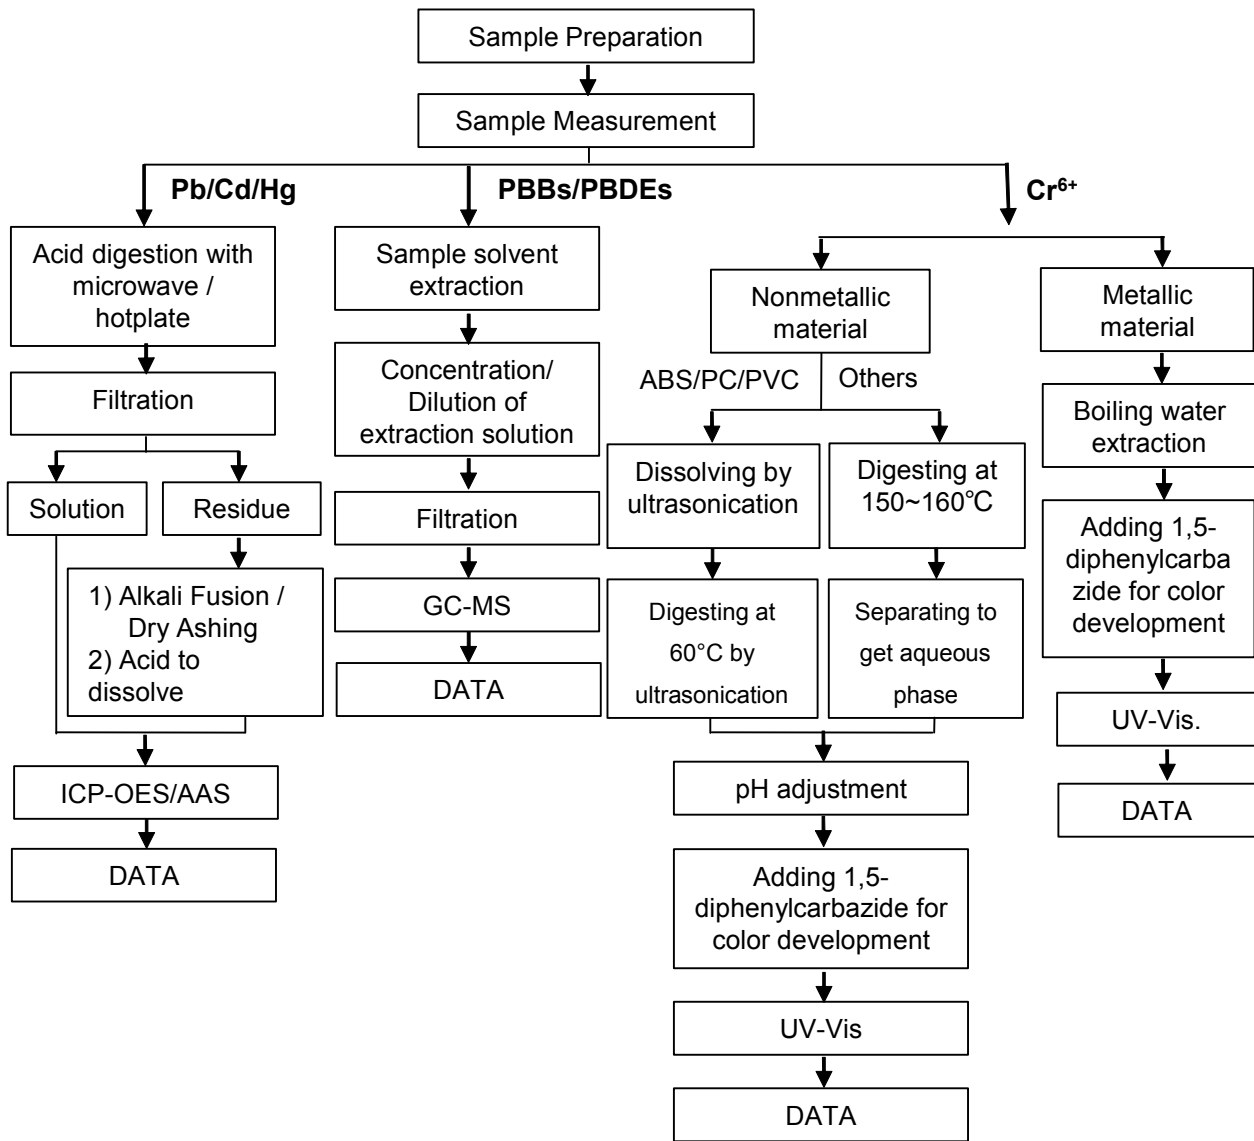 Sample Preparation
Sample Measurement
Pb/Cd/Hg
PBBs/PBDEs
Cr6+
Acid digestion with
microwave /
hotplate
Filtration
Solution
Residue
1) Alkali Fusion /
Dry Ashing
2) Acid to
dissolve
ICP-OES/AAS
DATA
Sample solvent
extraction
Concentration/
Dilution of
extraction solution
Filtration
GC-MS
DATA
Nonmetallic
material
ABS/PC/PVC
Others
Dissolving by
ultrasonication
Digesting at
60°C by
ultrasonication
Digesting at
150~160℃
Separating to
get aqueous
phase
pH adjustment
Adding 1,5-
diphenylcarbazide for
color development
UV-Vis
DATA
Metallic
material
Boiling water
extraction
Adding 1,5-
diphenylcarba
zide for color
development
UV-Vis.
DATA